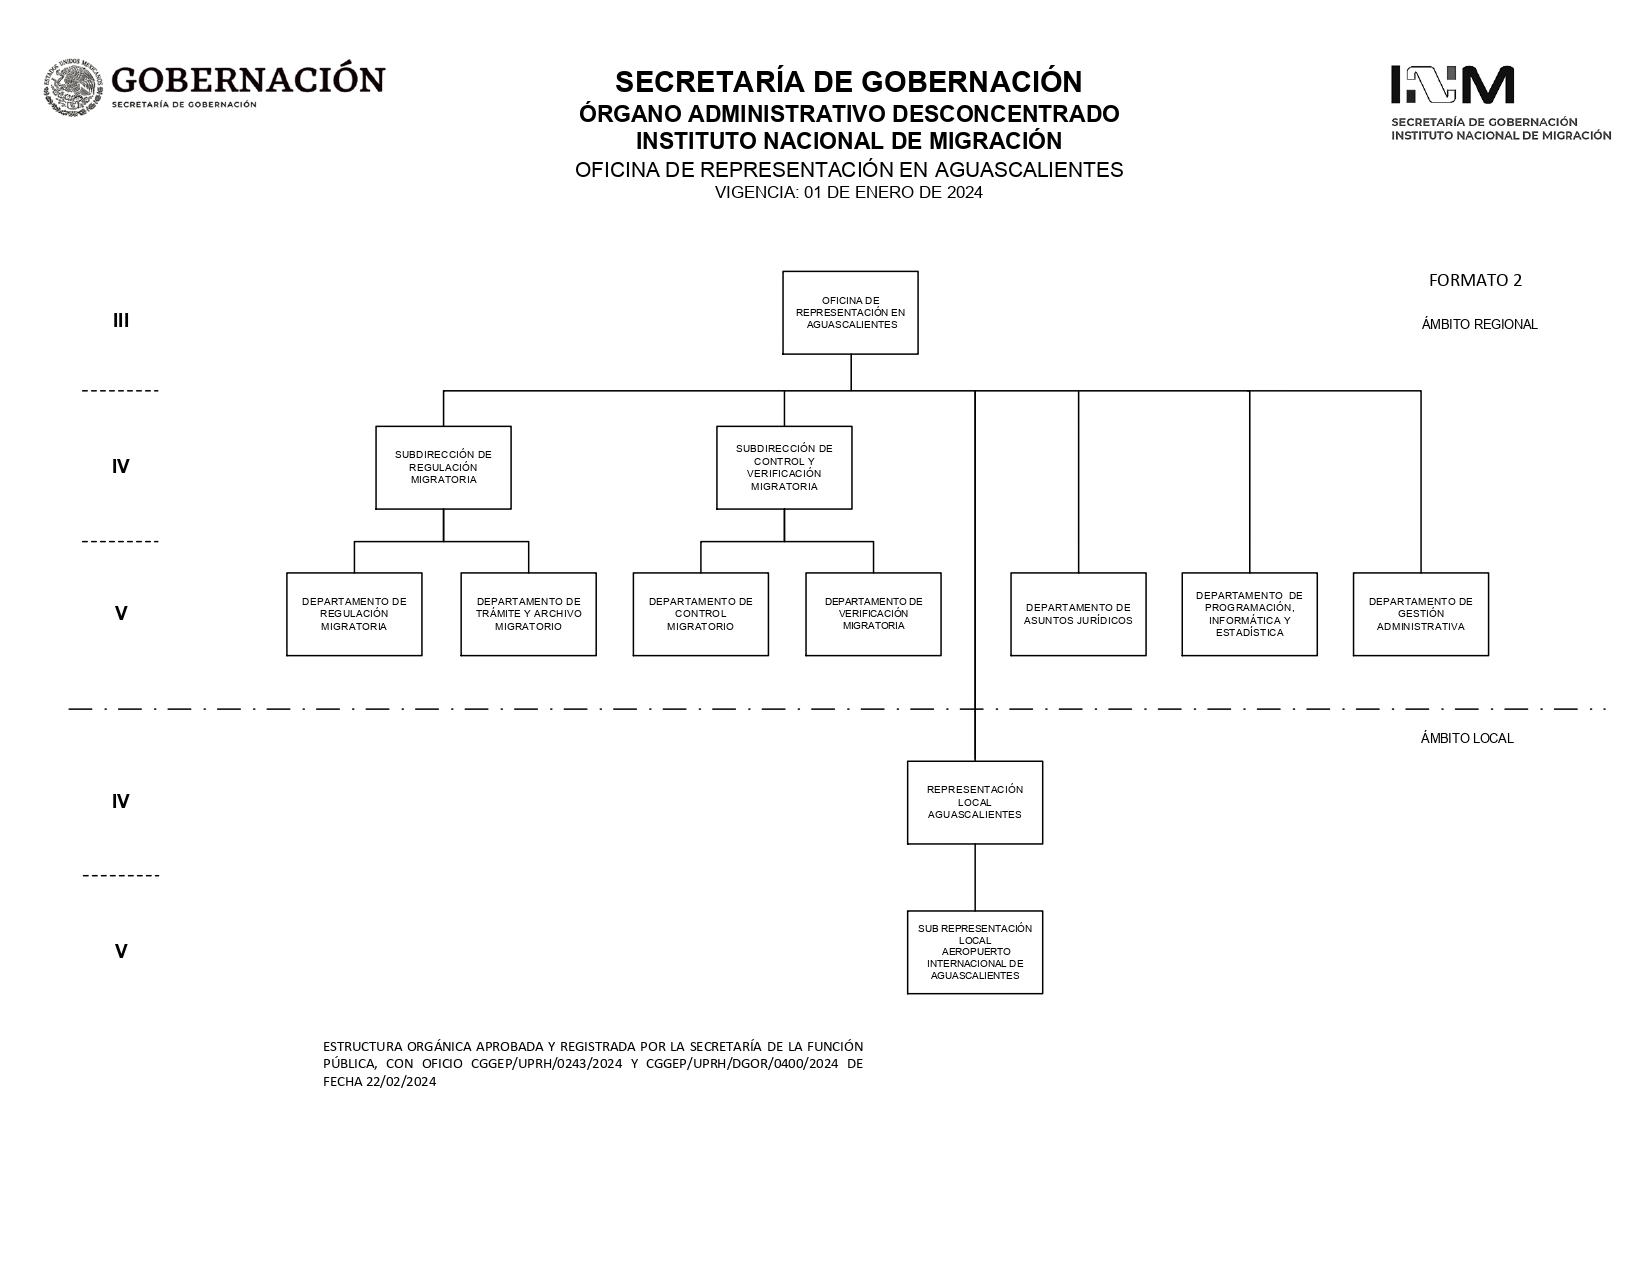 GOBERNACIÓN
SECRETARÍA DE GOBERNACIÓN
SECRETARÍA DE GOBERNACIÓN
ÓRGANO ADMINISTRATIVO DESCONCENTRADO
INSTITUTO NACIONAL DE MIGRACIÓN
OFICINA DE REPRESENTACIÓN EN AGUASCALIENTES
VIGENCIA: 01 DE ENERO DE 2024
INM
SECRETARÍA DE GOBERNACIÓN
INSTITUTO NACIONAL DE MIGRACIÓN
FORMATO 2
ÁMBITO REGIONAL
III
OFICINA DE
REPRESENTACIÓN EN
AGUASCALIENTES
IV
SUBDIRECCIÓN DE
REGULACIÓN
MIGRATORIA
SUBDIRECCIÓN DE
CONTROL Y
VERIFICACIÓN
MIGRATORIA
V
DEPARTAMENTO DE
REGULACIÓN
MIGRATORIA
DEPARTAMENTO DE
TRÁMITE Y ARCHIVO
MIGRATORIO
DEPARTAMENTO DE
CONTROL
MIGRATORIO
DEPARTAMENTO DE
VERIFICACIÓN
MIGRATORIA
DEPARTAMENTO DE
ASUNTOS JURÍDICOS
DEPARTAMENTO DE
PROGRAMACIÓN,
INFORMÁTICA Y
ESTADÍSTICA
DEPARTAMENTO DE
GESTIÓN
ADMINISTRATIVA
ÁMBITO LOCAL
IV
REPRESENTACIÓN
LOCAL
AGUASCALIENTES
V
SUB REPRESENTACIÓN
LOCAL
AEROPUERTO
INTERNACIONAL DE
AGUASCALIENTES
ESTRUCTURA ORGÁNICA APROBADA Y REGISTRADA POR LA SECRETARÍA DE LA FUNCIÓN
PÚBLICA, CON OFICIO CGGEP/UPRH/0243/2024 Y CGGEP/UPRH/DGOR/0400/2024 DE
FECHA 22/02/2024